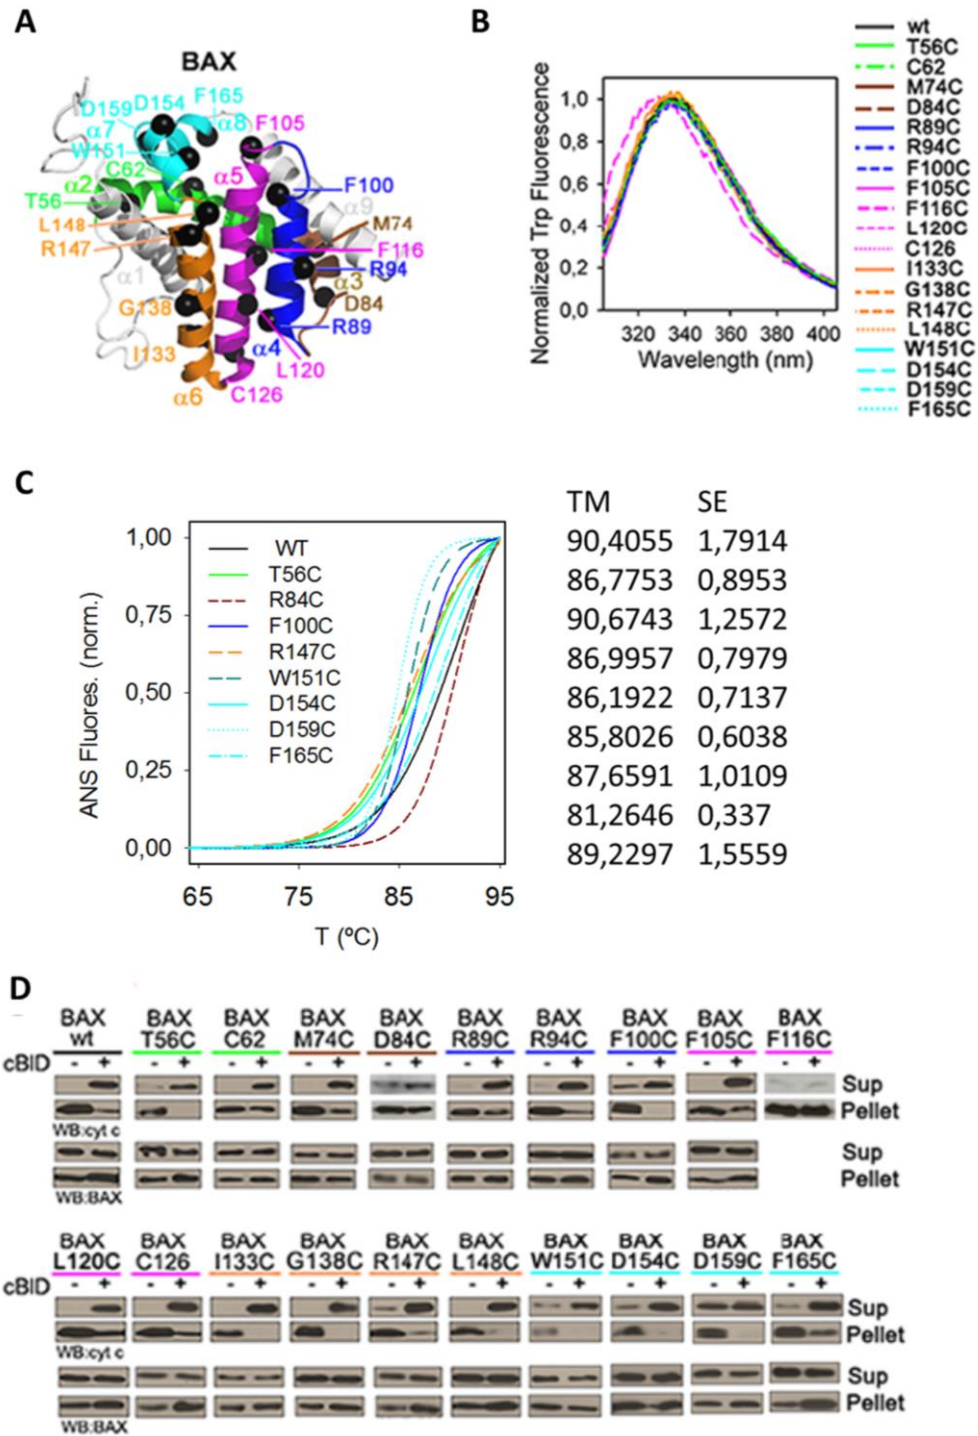 A
BAX
D159
D154
F165
α7
α8
F105
W151
C62
α5
α2
F100
T56
α9
L148
M74
R147
F116
R94
α1
α3
G138
D84
R89
I133
α4
L120
α6
C126
B
Normalized Trp Fluorescence
1,0
0,8
0,6
0,4
0,2
0,0
320 340 360 380 400
Wavelength (nm)
wt
T56C
C62
M74C
D84C
R89C
R94C
F100C
F105C
F116C
L120C
C126
I133C
G138C
R147C
L148C
W151C
D154C
D159C
F165C
C
ANS Fluores. (norm.)
1,00
0,75
0,50
0,25
0,00
65 75 85 95
T (ºC)
WT
T56C
R84C
F100C
R147C
W151C
D154C
D159C
F165C
TM SE
90,4055 1,7914
86,7753 0,8953
90,6743 1,2572
86,9957 0,7979
86,1922 0,7137
85,8026 0,6038
87,6591 1,0109
81,2646 0,337
89,2297 1,5559
D
BAX BAX BAX BAX BAX BAX BAX BAX BAX BAX
wt T56C C62 M74C D84C R89C R94C F100C F105C F116C
cBID - + - + - + - + - + - + - + - + - + - +
Sup
Pellet
WB:cyt c
Sup
Pellet
WB:BAX
BAX BAX BAX BAX BAX BAX BAX BAX BAX BAX
L120C C126 I133C G138C R147C L148C W151C D154C D159C F165C
cBID - + - + - + - + - + - + - + - + - + - +
Sup
Pellet
WB:cyt c
Sup
Pellet
WB:BAX